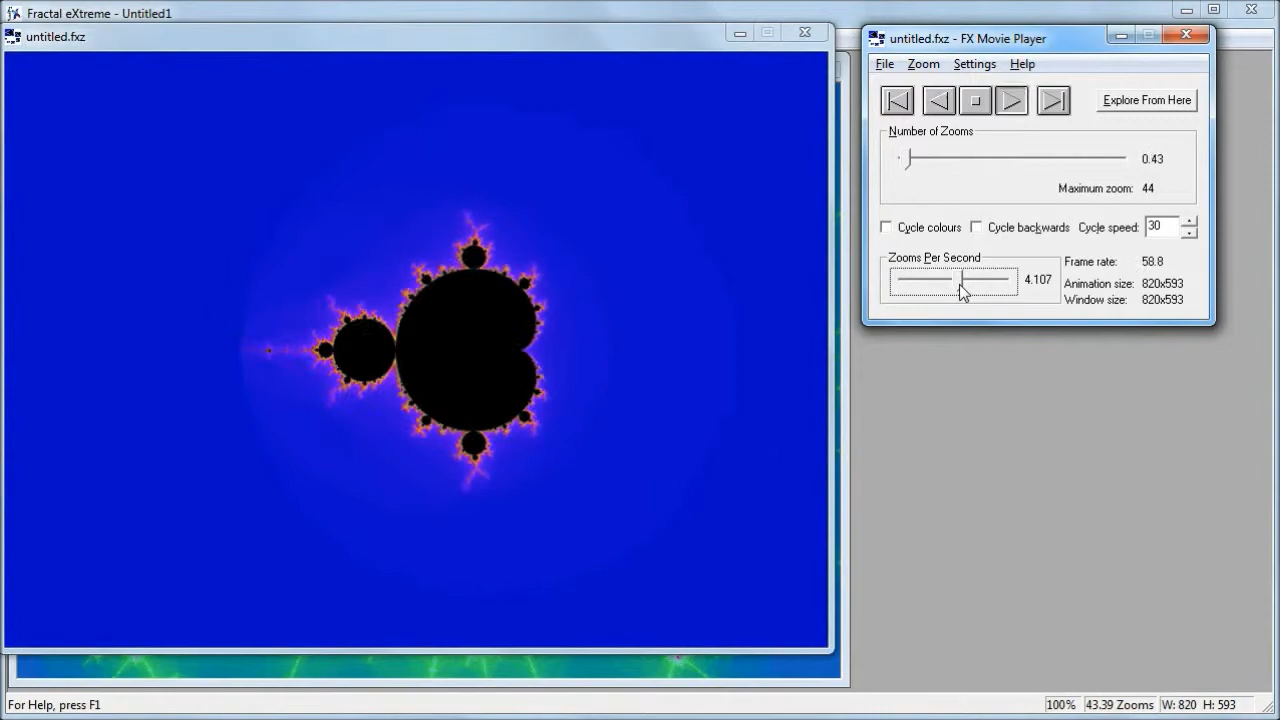 Fractal eXtreme - Untitled1
untitled.fxz
untitled.fxz - FX Movie Player
File Zoom Settings Help
Explore From Here
Number of Zooms
0.43
Maximum zoom: 44
Cycle colours Cycle backwards Cycle speed: 30
Zooms Per Second
4.107
Frame rate: 58.8
Animation size: 820x593
Window size: 820x593
For Help, press F1
100% 43.39 Zooms W: 820 H: 593